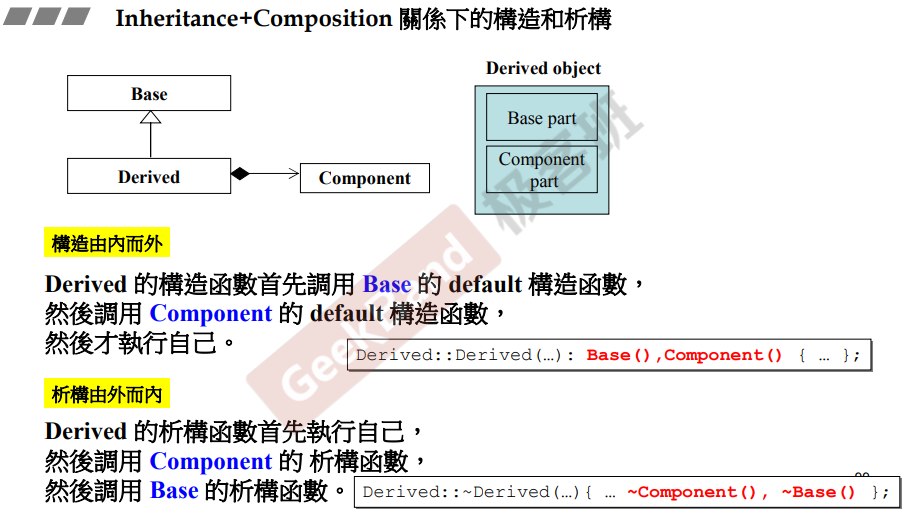 Inheritance+Composition 關係下的構造和析構
Derived object
Base
Base part
Derived
Component
Component
part
構造由內而外
Derived 的構造函數首先調用 Base 的 default 構造函數，
然後調用 Component 的 default 構造函數，
然後才執行自己。
Derived::Derived(…): Base(),Component() { … };
析構由外而內
Derived 的析構函數首先執行自己，
然後調用 Component 的 析構函數，
然後調用 Base 的析構函數。
Derived::~Derived(…){ … ~Component(), ~Base() };
GeekBand 极客班